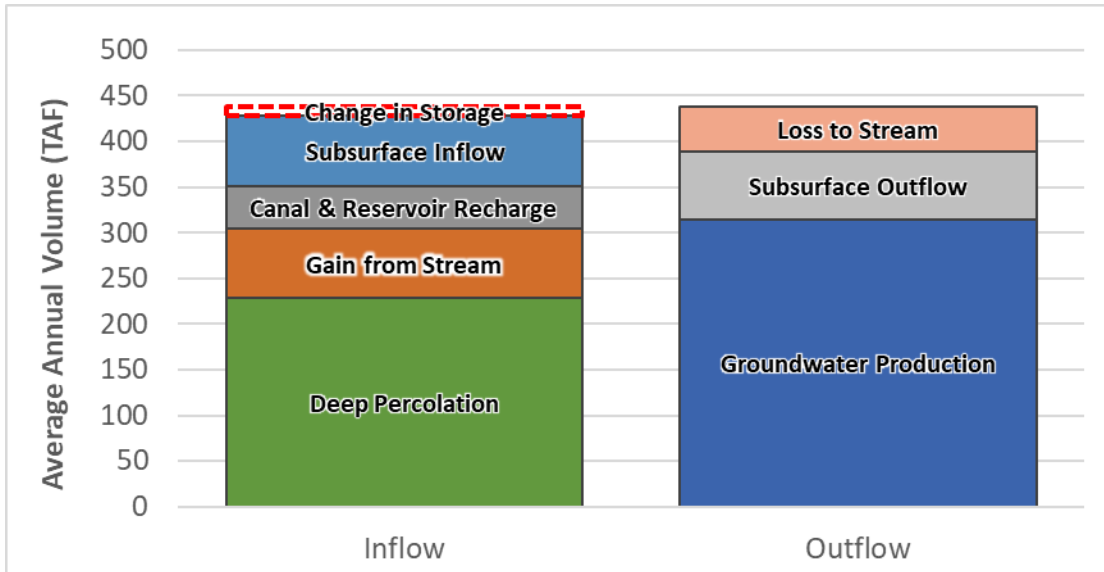 Average Annual Volume (TAF)
500
450
400
350
300
250
200
150
100
50
0
Change in Storage
Subsurface Inflow
Canal & Reservoir Recharge
Gain from Stream
Deep Percolation
Loss to Stream
Subsurface Outflow
Groundwater Production
Inflow
Outflow